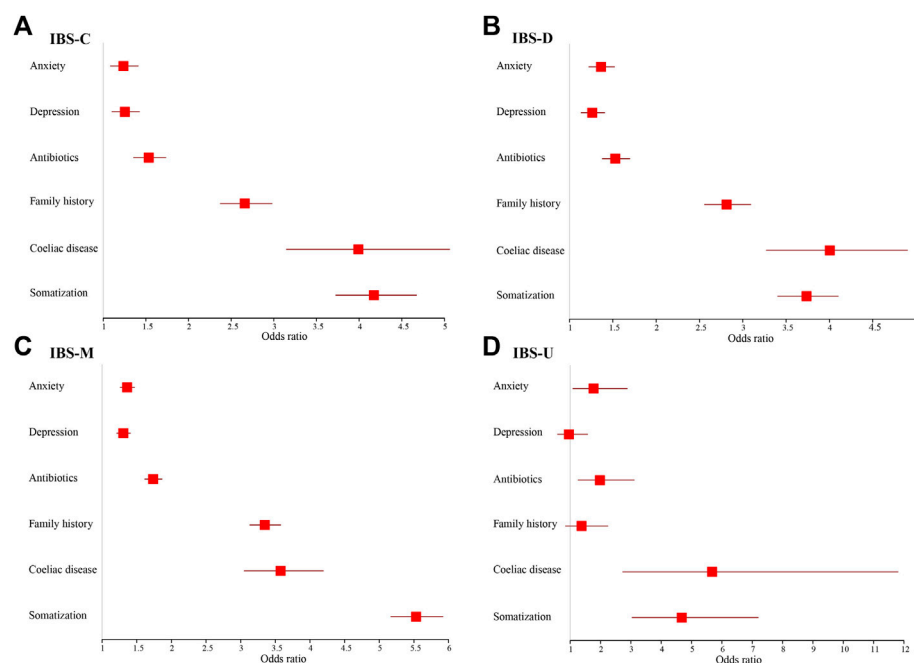 A
IBS-C
Anxiety
Depression
Antibiotics
Family history
Coeliac disease
Somatization
1 1.5 2 2.5 3 3.5 4 4.5 5
Odds ratio
B
IBS-D
Anxiety
Depression
Antibiotics
Family history
Coeliac disease
Somatization
1 1.5 2 2.5 3 3.5 4 4.5
Odds ratio
C
IBS-M
Anxiety
Depression
Antibiotics
Family history
Coeliac disease
Somatization
1 1.5 2 2.5 3 3.5 4 4.5 5 5.5 6
Odds ratio
D
IBS-U
Anxiety
Depression
Antibiotics
Family history
Coeliac disease
Somatization
1 2 3 4 5 6 7 8 9 10 11 12
Odds ratio